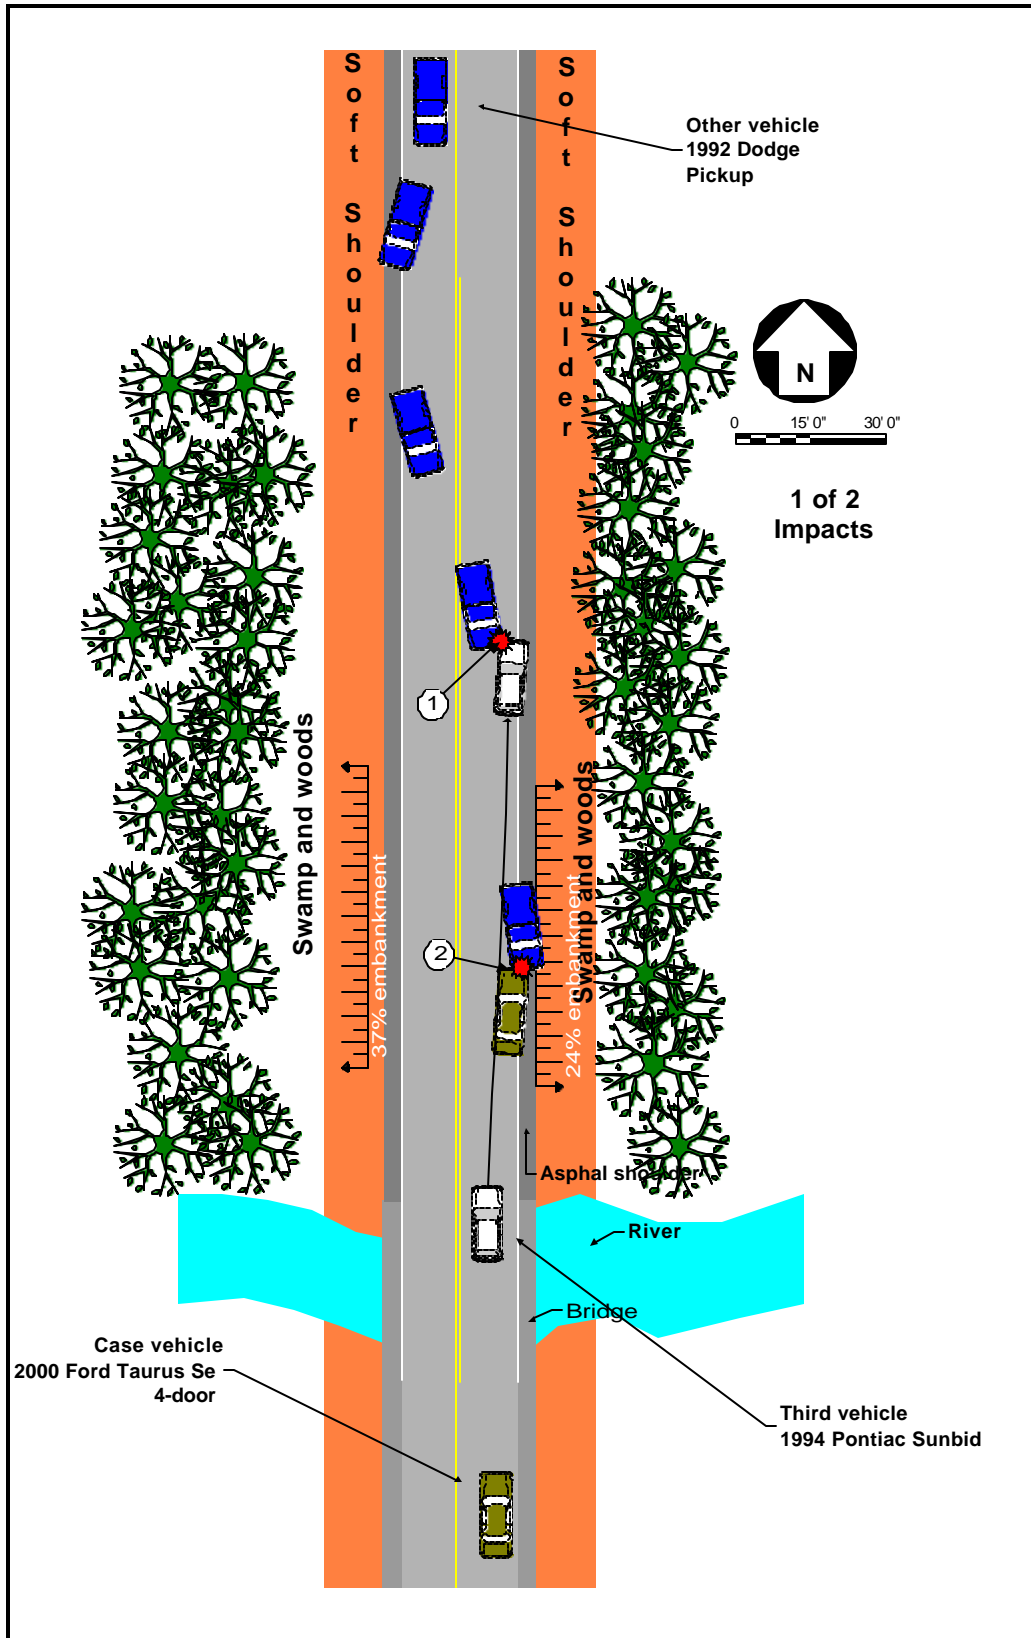 Soft Shoulder
Soft Shoulder
Other vehicle
1992 Dodge
Pickup
N
0 15' 0" 30' 0"
1 of 2
Impacts
1
Swamp and woods
37% embankment
2
24% embankment
Swamp and woods
Asphal shoulder
River
Bridge
Case vehicle
2000 Ford Taurus Se
4-door
Third vehicle
1994 Pontiac Sunbid